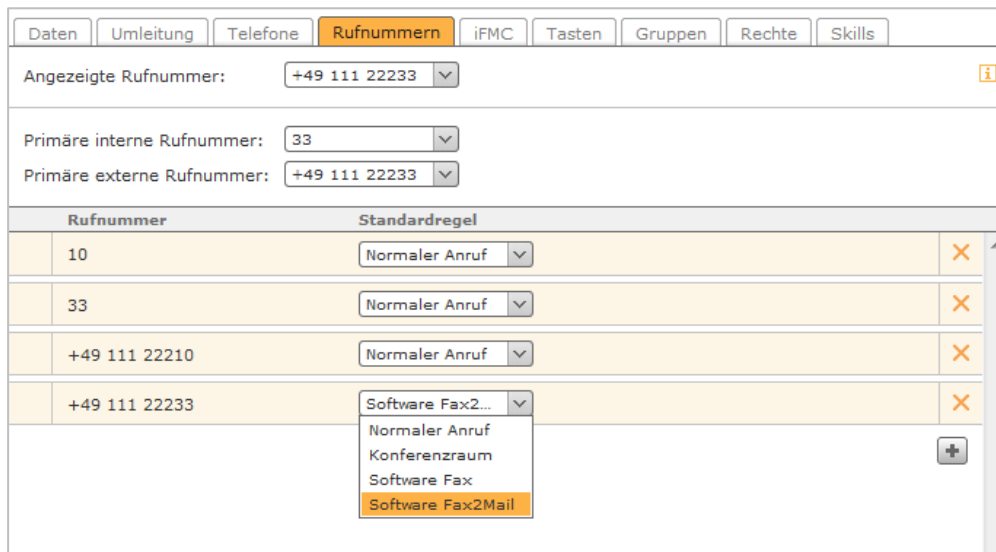 Daten Umleitung Telefone Rufnummern iFMC Tasten Gruppen Rechte Skills
Angezeigte Rufnummer: +49 111 22233
Primäre interne Rufnummer: 33
Primäre externe Rufnummer: +49 111 22233
Rufnummer Standardregel
10 Normaler Anruf
33 Normaler Anruf
+49 111 22210 Normaler Anruf
+49 111 22233 Software Fax2...
Normaler Anruf
Konferenzraum
Software Fax
Software Fax2Mail